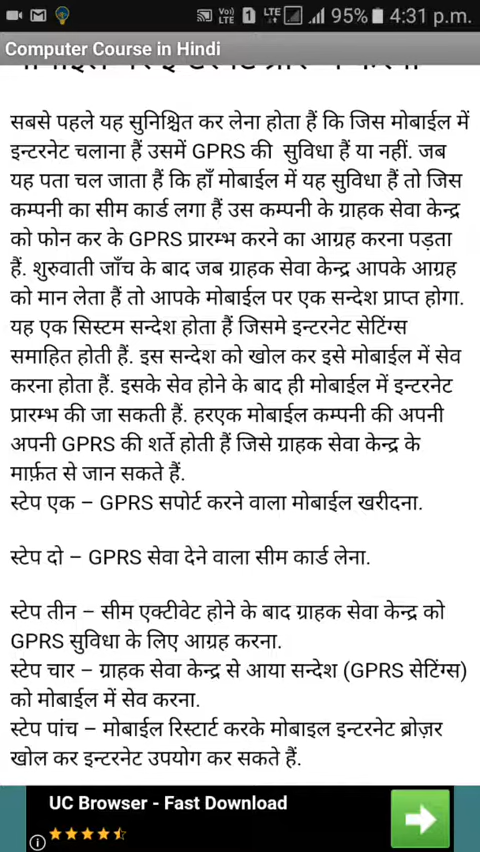 Vo)) LTE 1 LTE 95% 4:31 p.m.
Computer Course in Hindi
सबसे पहले यह सुनिश्चित कर लेना होता हैं कि जिस मोबाईल में
इन्टरनेट चलाना हैं उसमें GPRS की सुविधा हैं या नहीं. जब
यह पता चल जाता हैं कि हाँ मोबाईल में यह सुविधा हैं तो जिस
कम्पनी का सीम कार्ड लगा हैं उस कम्पनी के ग्राहक सेवा केन्द्र
को फोन कर के GPRS प्रारम्भ करने का आग्रह करना पड़ता
हैं. शुरुवाती जाँच के बाद जब ग्राहक सेवा केन्द्र आपके आग्रह
को मान लेता हैं तो आपके मोबाईल पर एक सन्देश प्राप्त होगा.
यह एक सिस्टम सन्देश होता हैं जिसमे इन्टरनेट सेटिंग्स
समाहित होती हैं. इस सन्देश को खोल कर इसे मोबाईल में सेव
करना होता हैं. इसके सेव होने के बाद ही मोबाईल में इन्टरनेट
प्रारम्भ की जा सकती हैं. हरएक मोबाईल कम्पनी की अपनी
अपनी GPRS की शर्ते होती हैं जिसे ग्राहक सेवा केन्द्र के
मार्फ़त से जान सकते हैं.
स्टेप एक – GPRS सपोर्ट करने वाला मोबाईल खरीदना.
स्टेप दो – GPRS सेवा देने वाला सीम कार्ड लेना.
स्टेप तीन – सीम एक्टीवेट होने के बाद ग्राहक सेवा केन्द्र को
GPRS सुविधा के लिए आग्रह करना.
स्टेप चार – ग्राहक सेवा केन्द्र से आया सन्देश (GPRS सेटिंग्स)
को मोबाईल में सेव करना.
स्टेप पांच – मोबाईल रिस्टार्ट करके मोबाइल इन्टरनेट ब्रोज़र
खोल कर इन्टरनेट उपयोग कर सकते हैं.
UC Browser - Fast Download